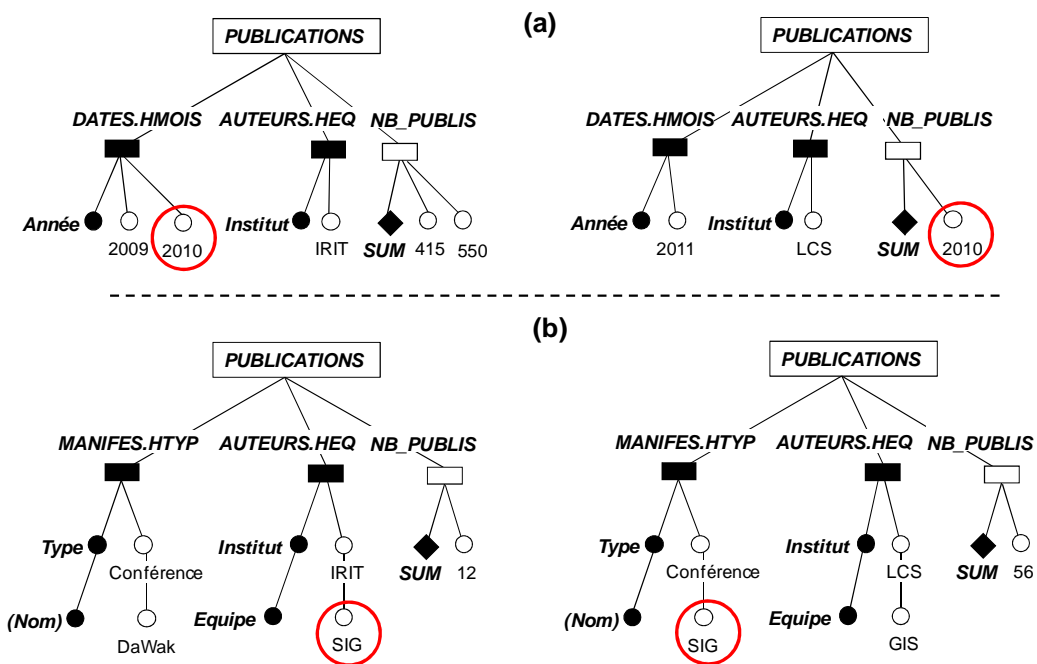 (a)
PUBLICATIONS PUBLICATIONS
DATES.HMOIS AUTEURS.HEQ NB_PUBLIS DATES.HMOIS AUTEURS.HEQ NB_PUBLIS
Année 2009 2010 Institut IRIT SUM 415 550 Année 2011 Institut LCS SUM 2010
(b)
PUBLICATIONS PUBLICATIONS
MANIFES.HTYP AUTEURS.HEQ NB_PUBLIS MANIFES.HTYP AUTEURS.HEQ NB_PUBLIS
Type Institut Type Institut
Conférence IRIT SUM 12 Conférence LCS SUM 56
(Nom) Equipe (Nom) Equipe
DaWak SIG SIG GIS